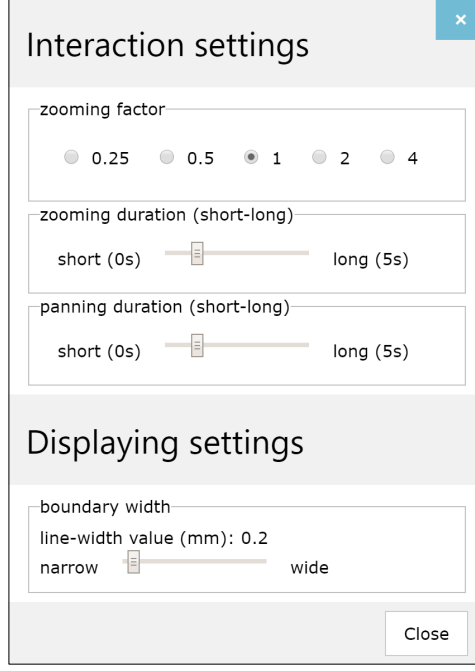 ×
Interaction settings
zooming factor
0.25 0.5 1 2 4
zooming duration (short-long)
short (0s) long (5s)
panning duration (short-long)
short (0s) long (5s)
Displaying settings
boundary width
line-width value (mm): 0.2
narrow wide
Close